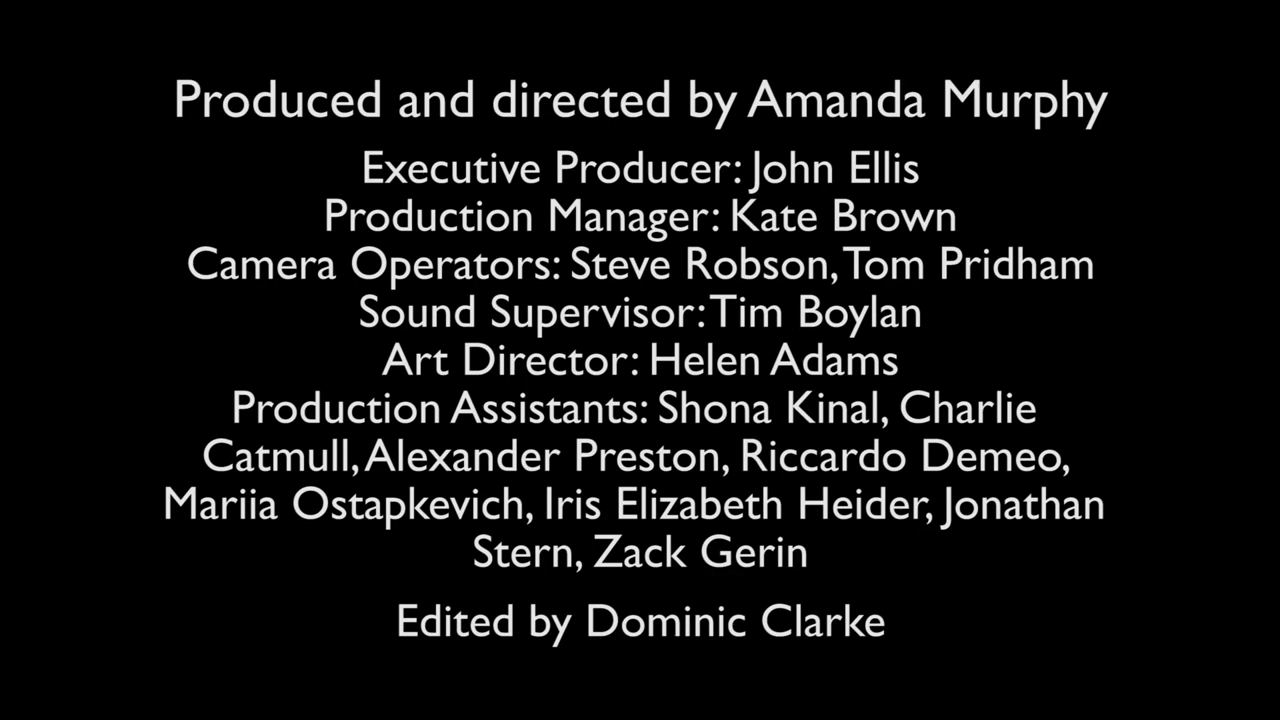 Produced and directed by Amanda Murphy
Executive Producer: John Ellis
Production Manager: Kate Brown
Camera Operators: Steve Robson, Tom Pridham
Sound Supervisor: Tim Boylan
Art Director: Helen Adams
Production Assistants: Shona Kinal, Charlie
Catmull, Alexander Preston, Riccardo Demeo,
Mariia Ostapkevich, Iris Elizabeth Heider, Jonathan
Stern, Zack Gerin
Edited by Dominic Clarke